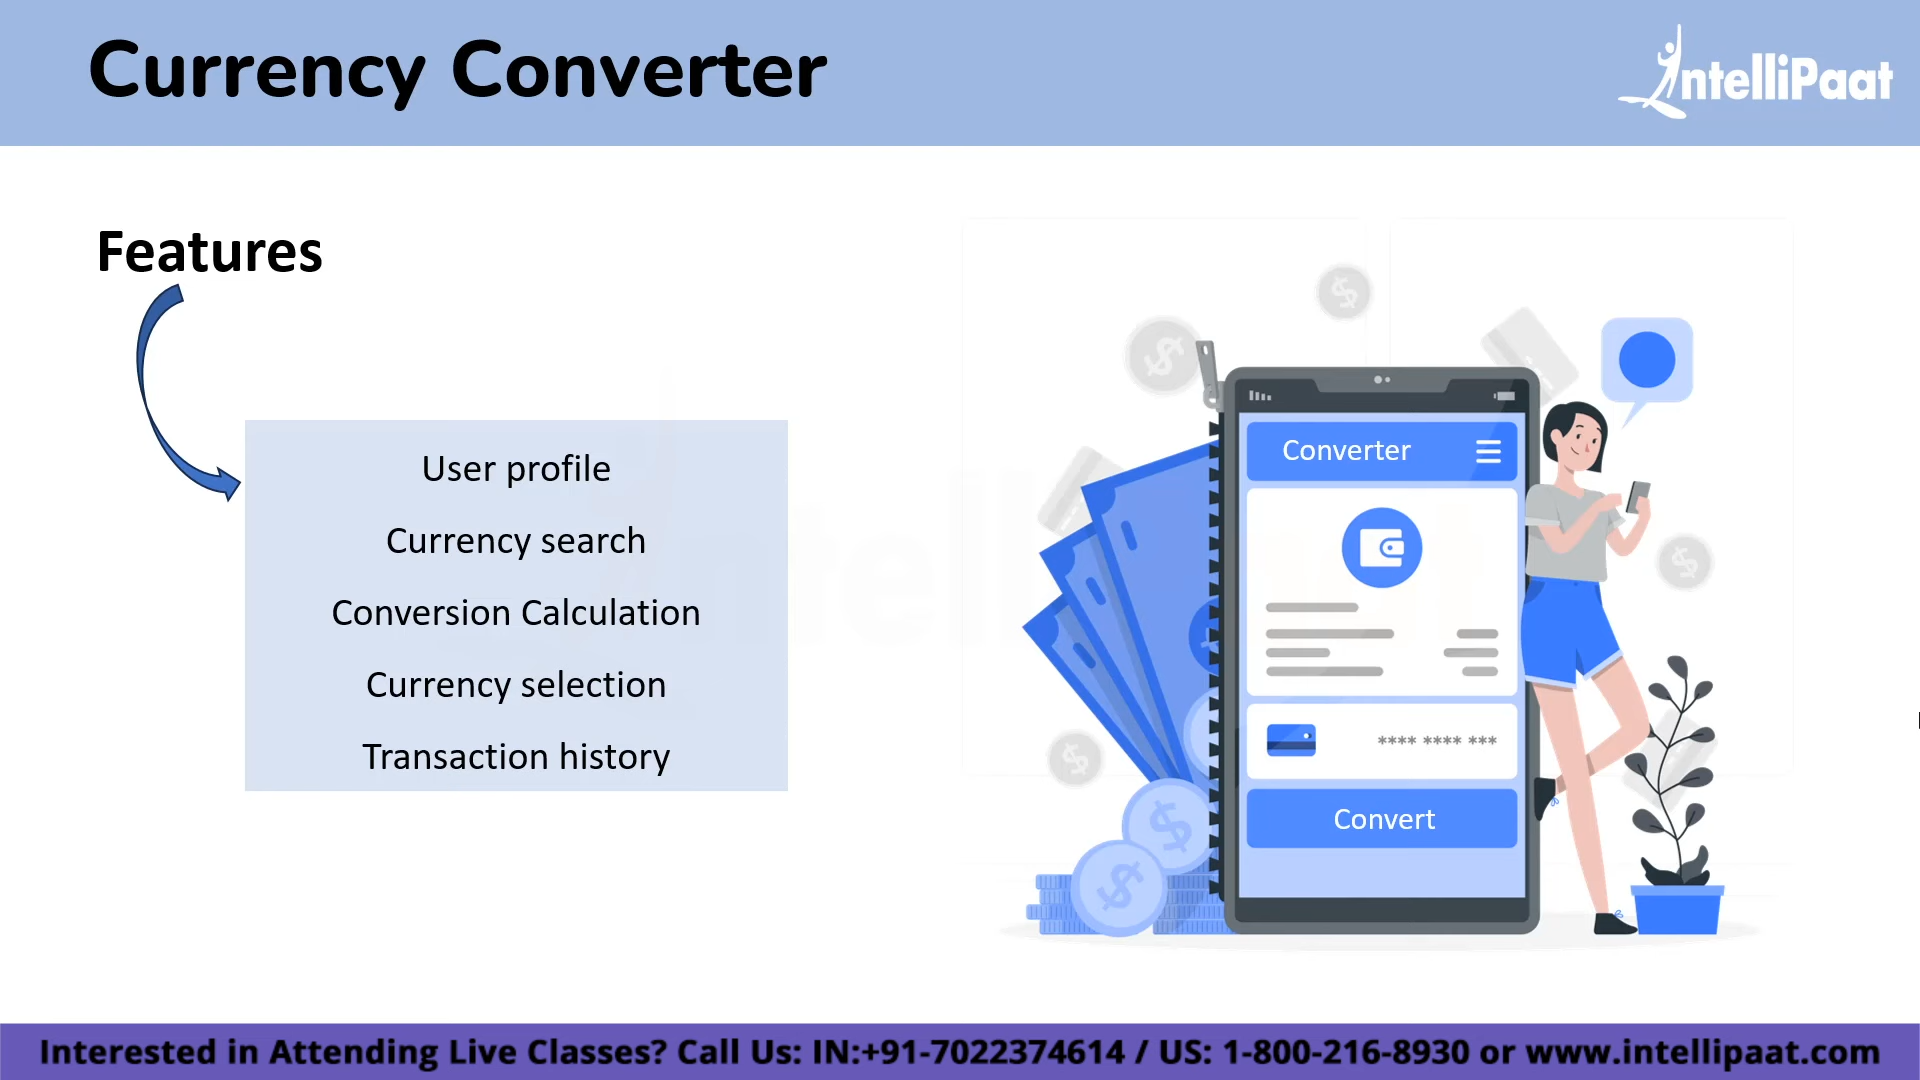 Currency Converter
IntelliPaat
Features
User profile
Currency search
Conversion Calculation
Currency selection
Transaction history
Converter
**** **** ***
Convert
Interested in Attending Live Classes? Call Us: IN:+91-7022374614 / US: 1-800-216-8930 or www.intellipaat.com